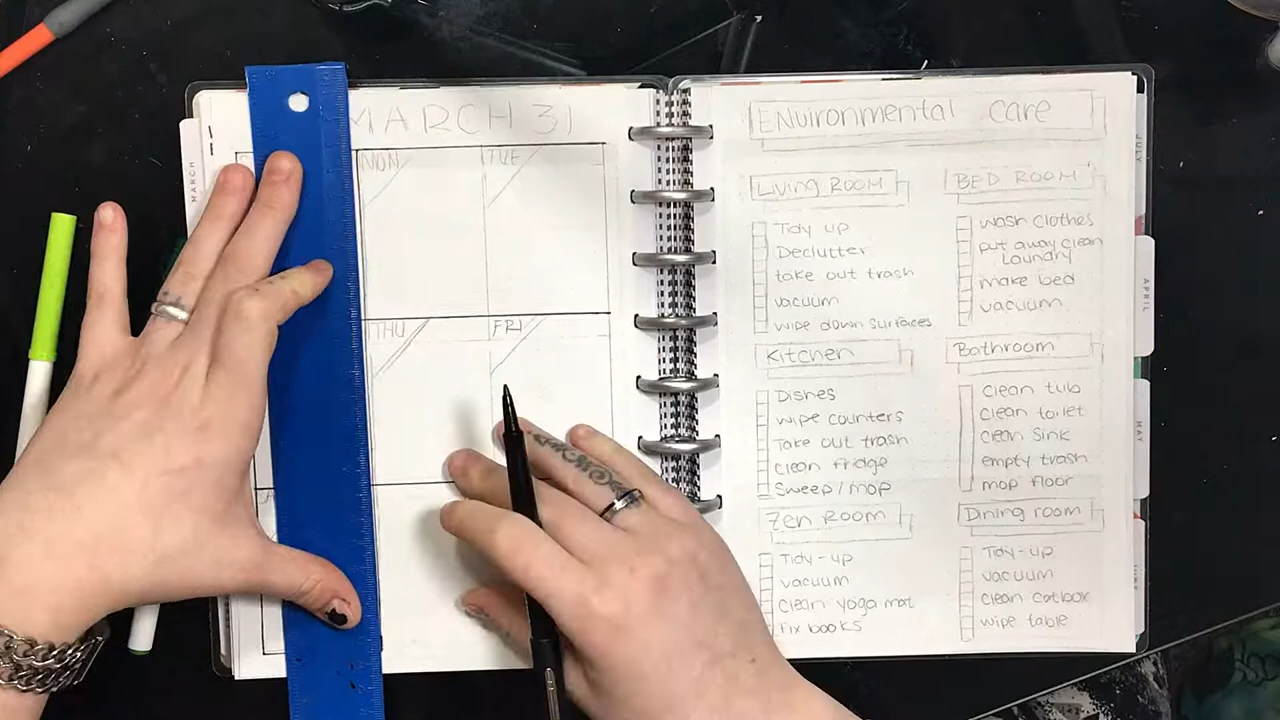 MARCH 31
MON
TUE
THU
FRI
MARCH
Environmental care
Living Room
Tidy up
Declutter
take out trash
vacuum
wipe down surfaces
BED ROOM
wash clothes
put away clean
laundry
make bed
vacuum
Kitchen
Dishes
wipe counters
Take out trash
clean fridge
Sweep/mop
Bathroom
clean tub
clean toilet
clean sink
empty trash
mop floor
Zen Room
Tidy-up
vacuum
clean yoga mat
fix books
Dining room
Tidy-up
vacuum
clean catbox
wipe table
JULY
APRIL
MAY